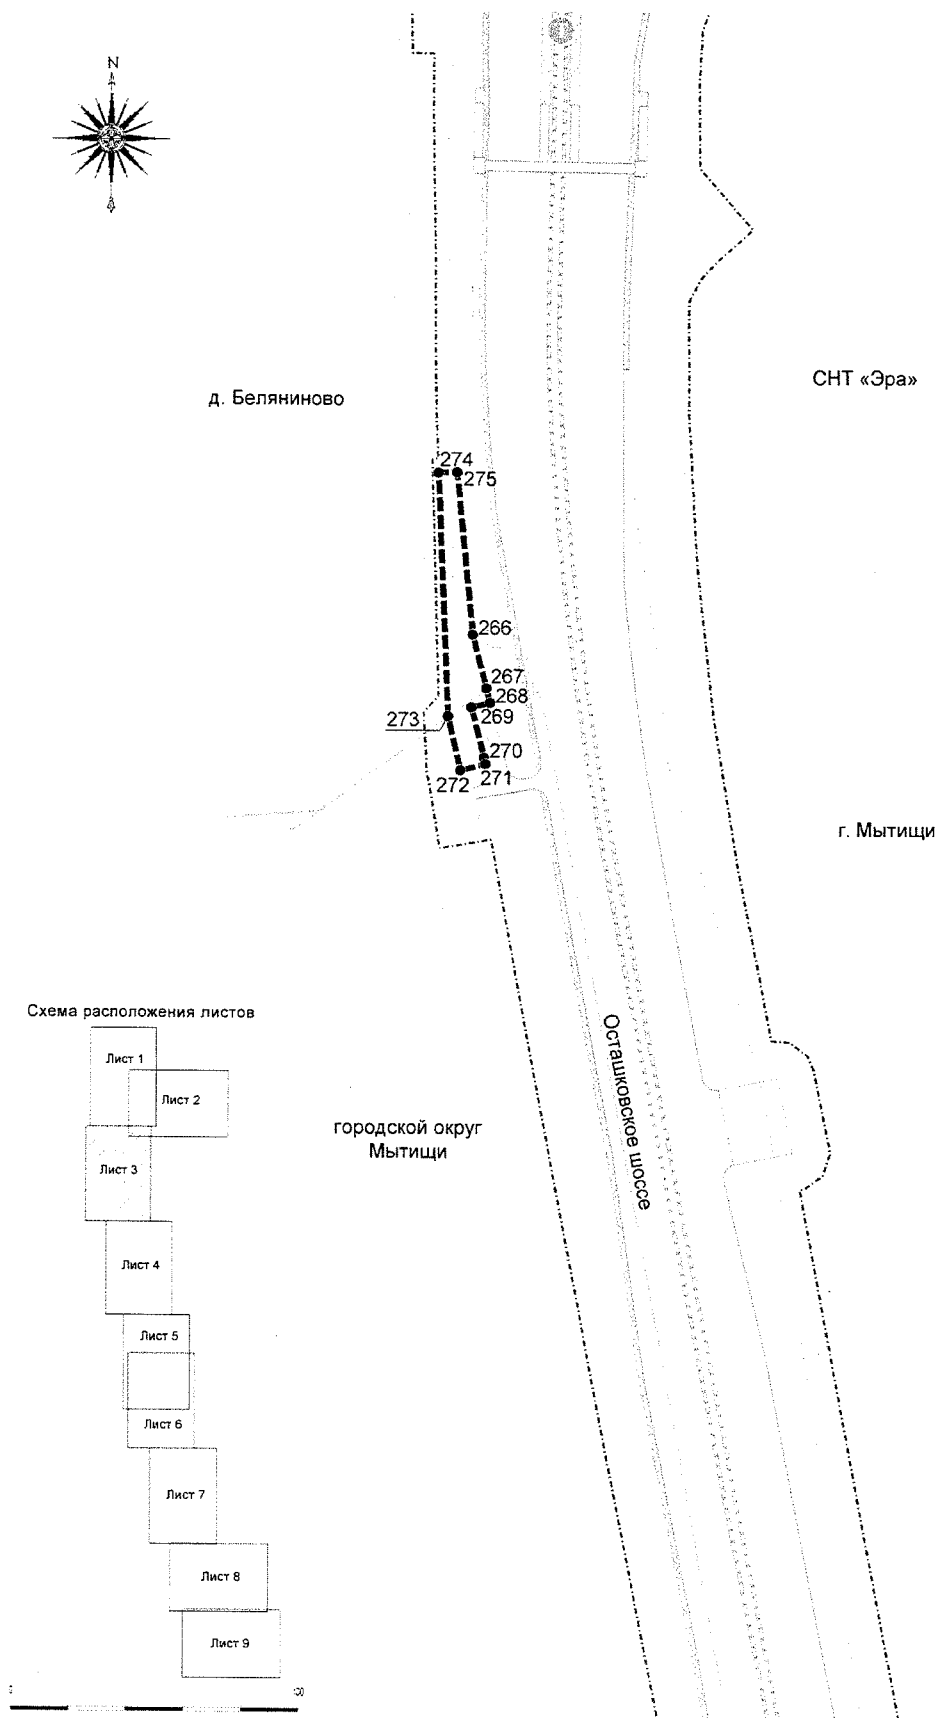 N
д. Беляниново
СНТ «Эра»
274
275
266
267
268
269
273
270
271
272
г. Мытищи
Схема расположения листов
Лист 1
Лист 2
Лист 3
Лист 4
Лист 5
Лист 6
Лист 7
Лист 8
Лист 9
городской округ
Мытищи
Осташковское шоссе